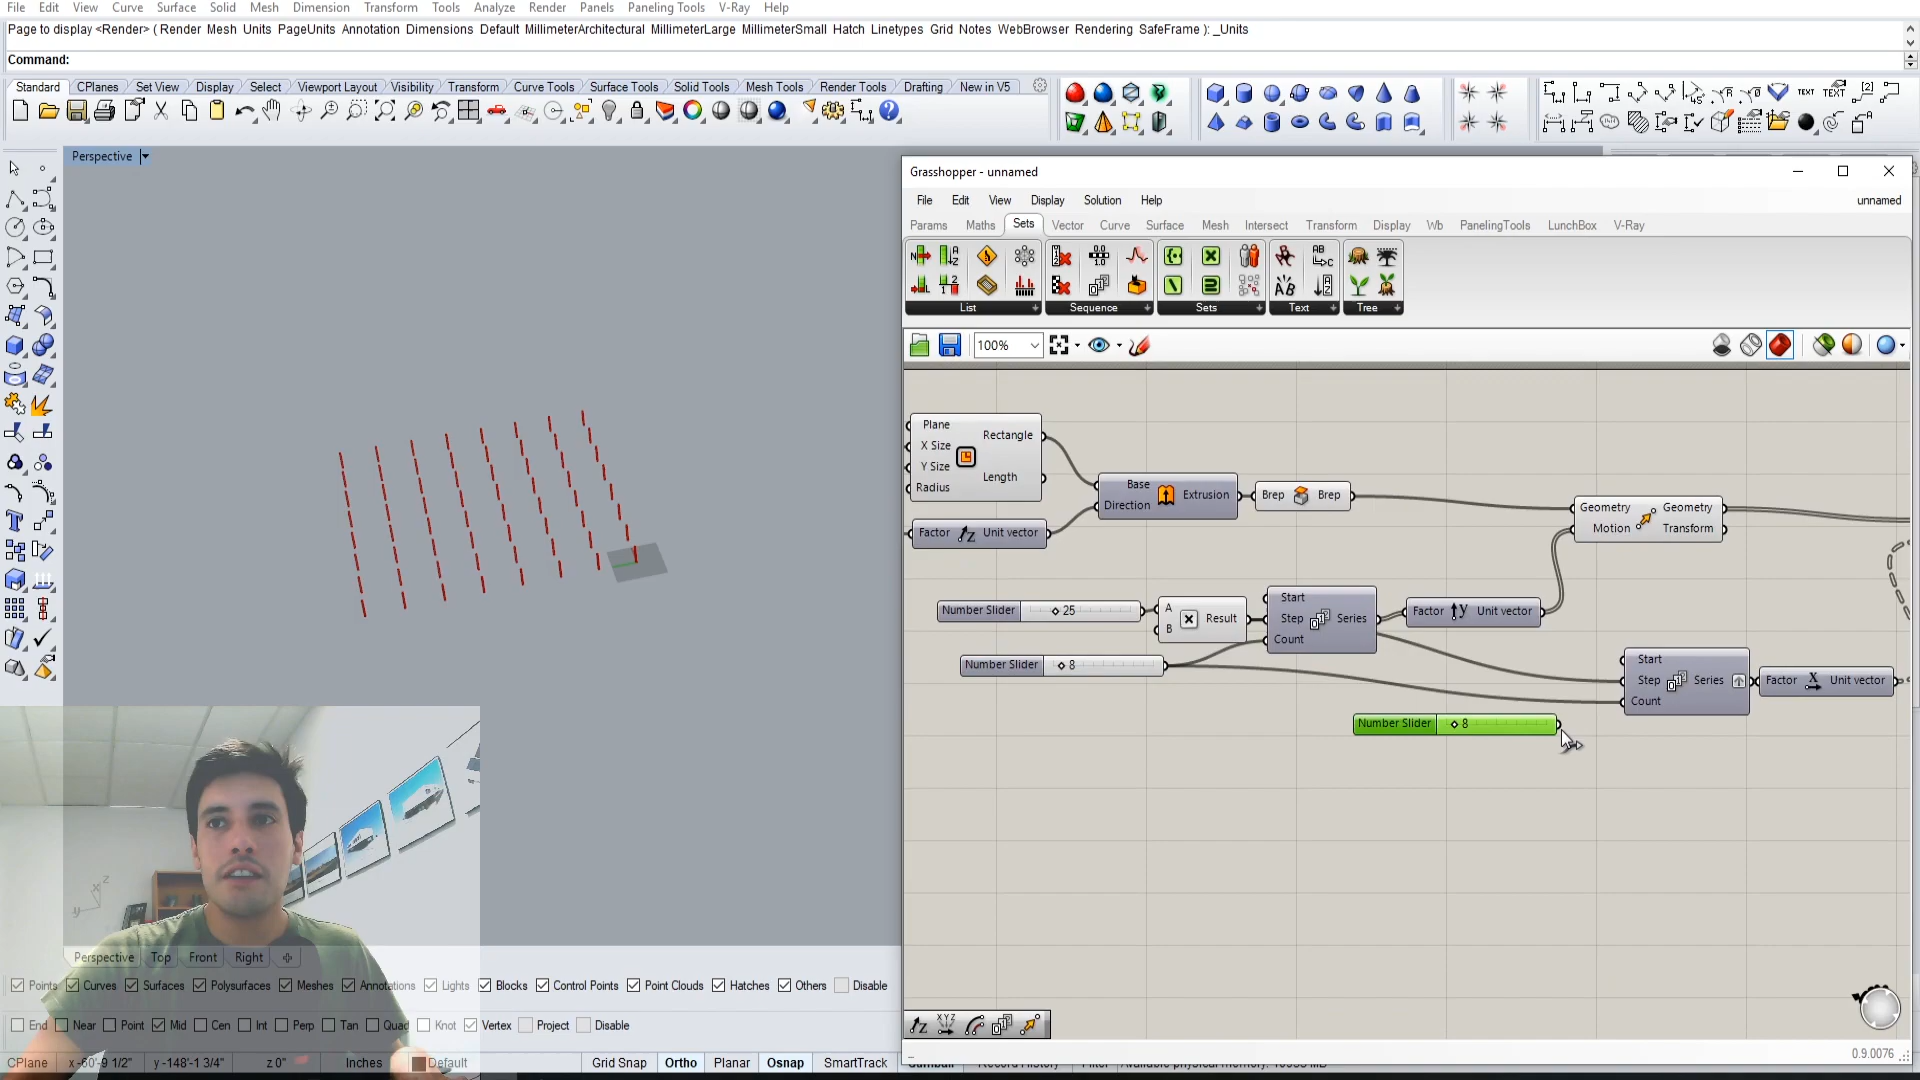 File Edit View Curve Surface Solid Mesh Dimension Transform Tools Analyze Render Panels Paneling Tools V-Ray Help
Page to display <Render> ( Render Mesh Units PageUnits Annotation Dimensions Default MillimeterArchitectural MillimeterLarge MillimeterSmall Hatch Linetypes Grid Notes WebBrowser Rendering SafeFrame ): _Units
Command:
Standard CPlanes Set View Display Select Viewport Layout Visibility Transform Curve Tools Surface Tools Solid Tools Mesh Tools Render Tools Drafting New in V5
Perspective
Grasshopper - unnamed
File Edit View Display Solution Help unnamed
Params Maths Sets Vector Curve Surface Mesh Intersect Transform Display Wb PanelingTools LunchBox V-Ray
List Sequence Sets Text Tree
100%
Plane
X Size
Y Size
Radius
Rectangle
Length
Base
Direction
Extrusion
Brep Brep
Geometry
Motion
Geometry
Transform
Factor Unit vector
Number Slider 25
A
B
Result
Start
Step
Count
Series
Factor y Unit vector
Number Slider 8
Start
Step
Count
Series
Factor x Unit vector
Number Slider 8
Perspective Top Front Right
Points Curves Surfaces Polysurfaces Meshes Annotations Lights Blocks Control Points Point Clouds Hatches Others Disable
End Near Point Mid Cen Int Perp Tan Quad Knot Vertex Project Disable
CPlane x -60'-9 1/2" y -148'-1 3/4" z 0" Inches Default Grid Snap Ortho Planar Osnap SmartTrack
0.9.0076